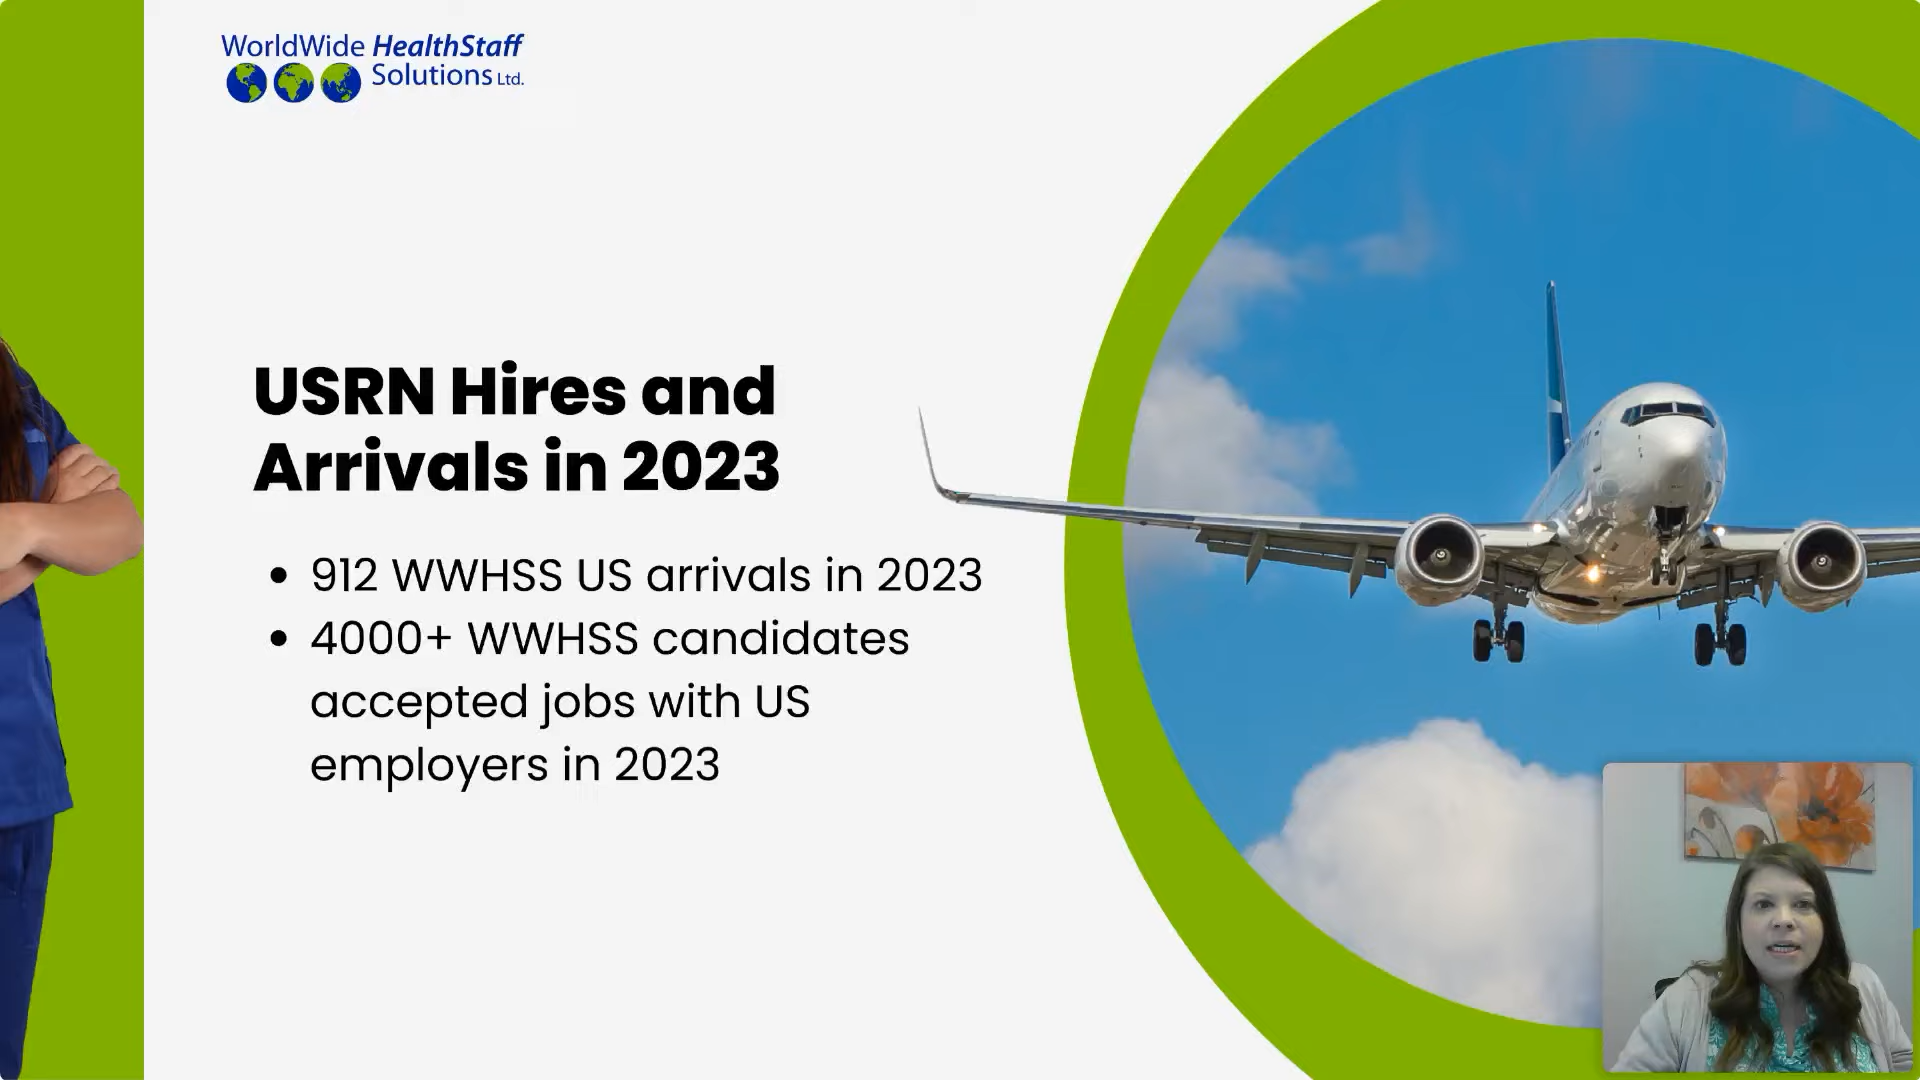 WorldWide HealthStaff
Solutions Ltd.
USRN Hires and
Arrivals in 2023
• 912 WWHSS US arrivals in 2023
• 4000+ WWHSS candidates
accepted jobs with US
employers in 2023